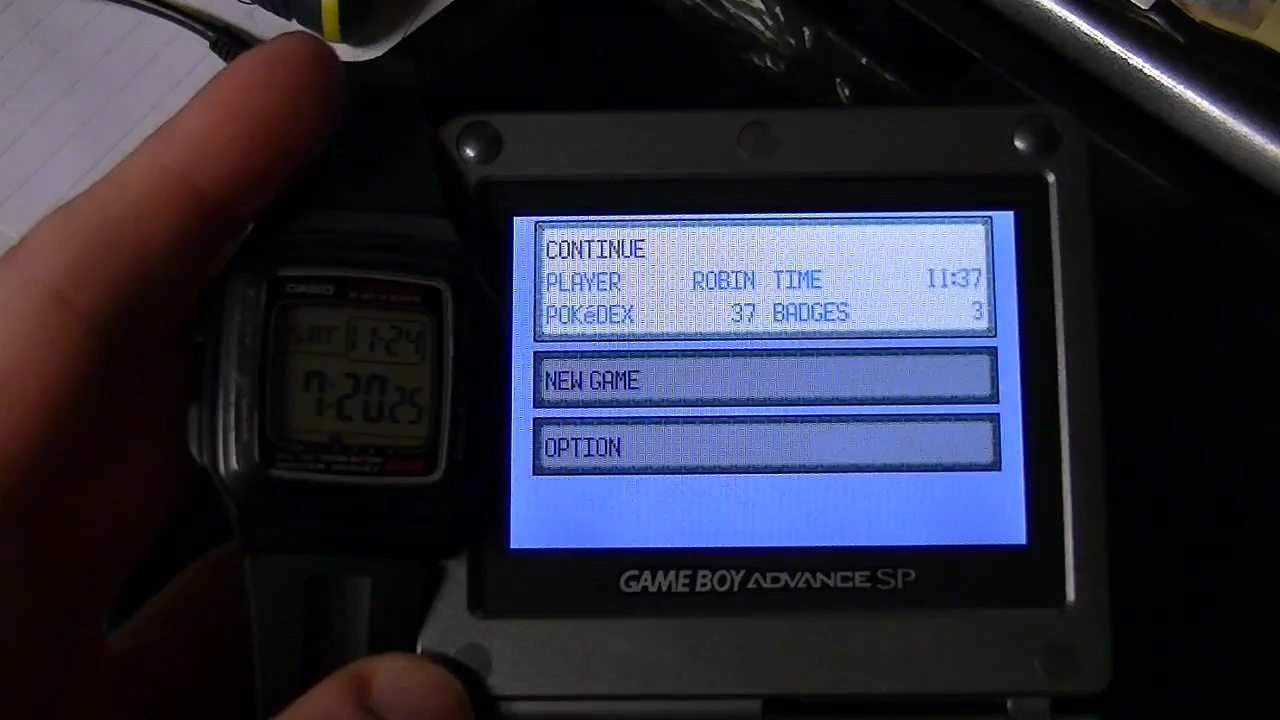 CASIO
SAT 11-24
7:20 25
CONTINUE
PLAYER ROBIN TIME 11:37
POKéDEX 37 BADGES 3
NEW GAME
OPTION
GAME BOY ADVANCE SP